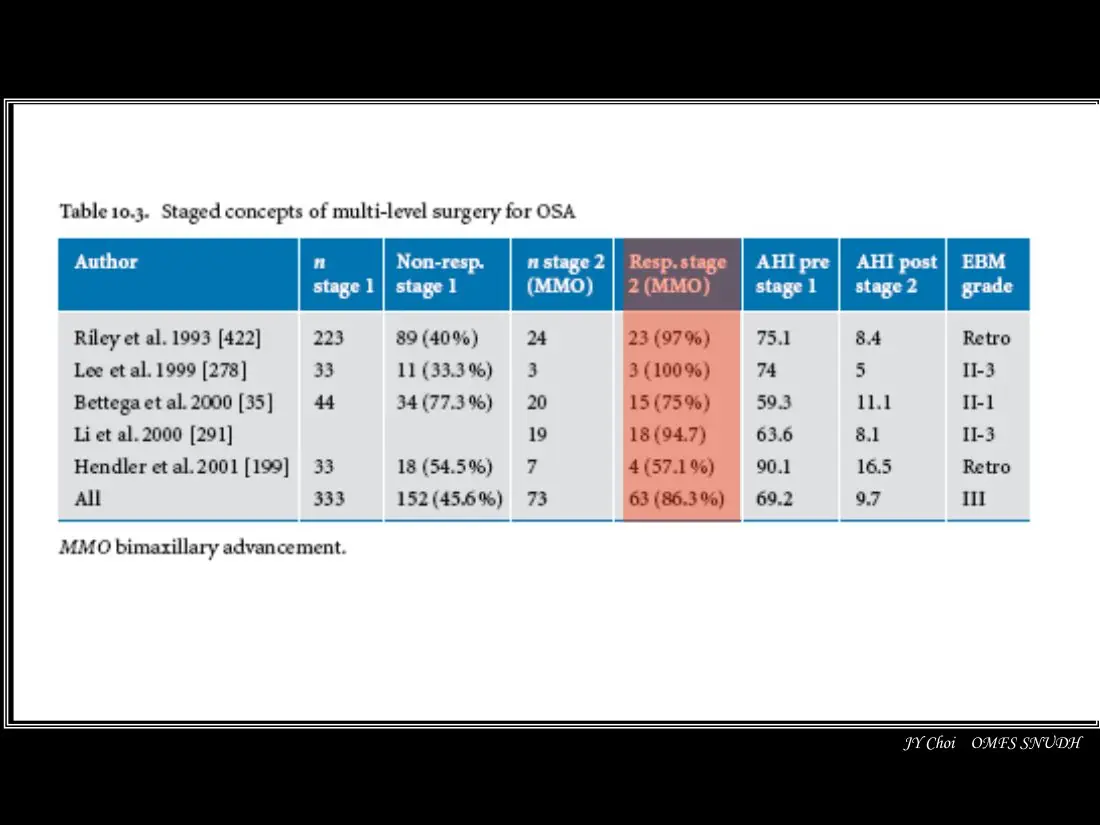 Table 10.3. Staged concepts of multi-level surgery for OSA
Author n stage 1 Non-resp. stage 1 n stage 2 (MMO) Resp. stage 2 (MMO) AHI pre stage 1 AHI post stage 2 EBM grade
Riley et al. 1993 [422] 223 89 (40%) 24 23 (97%) 75.1 8.4 Retro
Lee et al. 1999 [278] 33 11 (33.3%) 3 3 (100%) 74 5 II-3
Bettega et al. 2000 [35] 44 34 (77.3%) 20 15 (75%) 59.3 11.1 II-1
Li et al. 2000 [291] 19 18 (94.7) 63.6 8.1 II-3
Hendler et al. 2001 [199] 33 18 (54.5%) 7 4 (57.1%) 90.1 16.5 Retro
All 333 152 (45.6%) 73 63 (86.3%) 69.2 9.7 III
MMO bimaxillary advancement.
JY Choi OMFS SNUDH